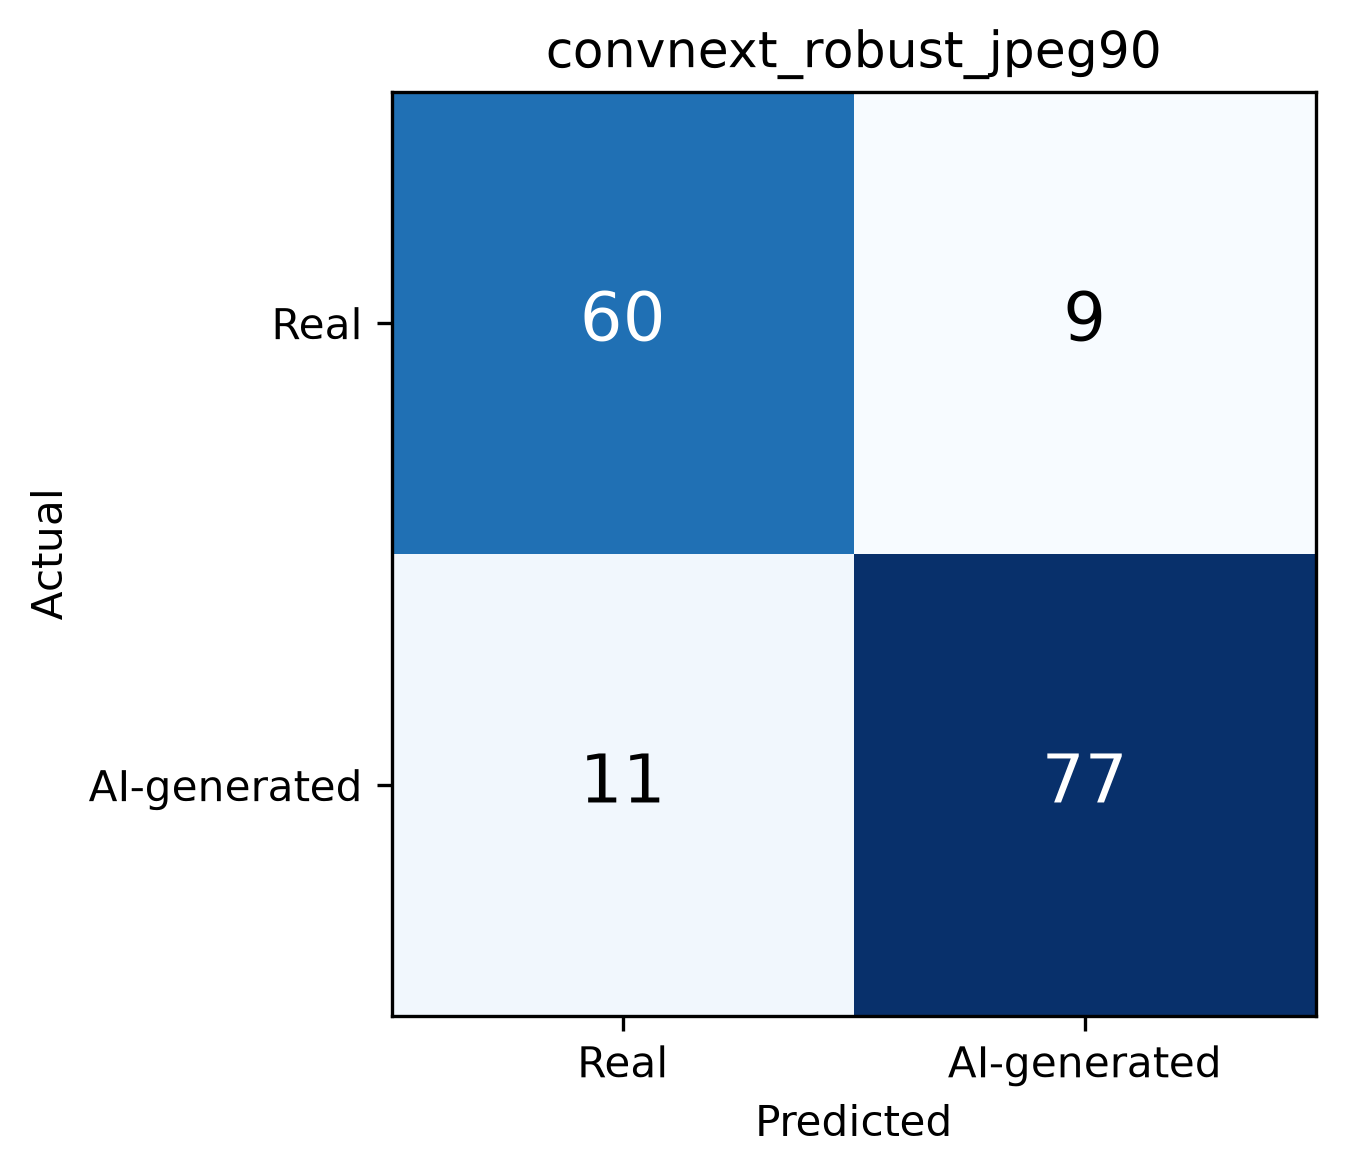 convnext_robust_jpeg90
Real
60
9
Actual
AI-generated
11
77
Real
AI-generated
Predicted